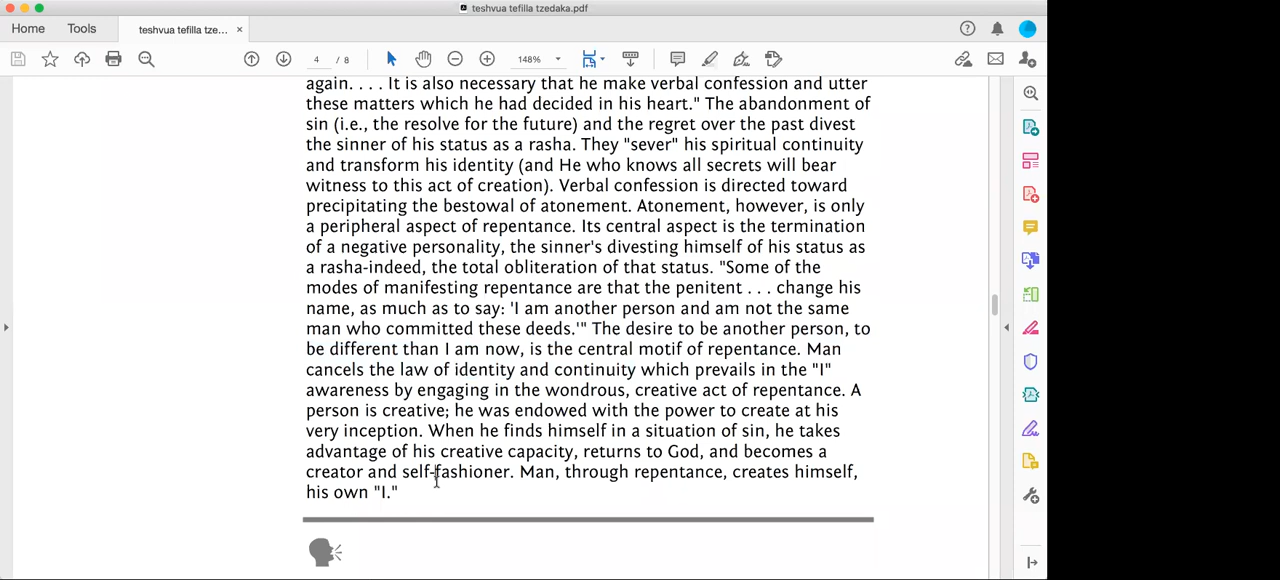 teshvua tefilla tzedaka.pdf
Home
Tools
teshvua tefilla tze...
4 / 8
148%
again. . . . It is also necessary that he make verbal confession and utter
these matters which he had decided in his heart." The abandonment of
sin (i.e., the resolve for the future) and the regret over the past divest
the sinner of his status as a rasha. They "sever" his spiritual continuity
and transform his identity (and He who knows all secrets will bear
witness to this act of creation). Verbal confession is directed toward
precipitating the bestowal of atonement. Atonement, however, is only
a peripheral aspect of repentance. Its central aspect is the termination
of a negative personality, the sinner's divesting himself of his status as
a rasha-indeed, the total obliteration of that status. "Some of the
modes of manifesting repentance are that the penitent . . . change his
name, as much as to say: 'I am another person and am not the same
man who committed these deeds.'" The desire to be another person, to
be different than I am now, is the central motif of repentance. Man
cancels the law of identity and continuity which prevails in the "I"
awareness by engaging in the wondrous, creative act of repentance. A
person is creative; he was endowed with the power to create at his
very inception. When he finds himself in a situation of sin, he takes
advantage of his creative capacity, returns to God, and becomes a
creator and self-fashioner. Man, through repentance, creates himself,
his own "I."